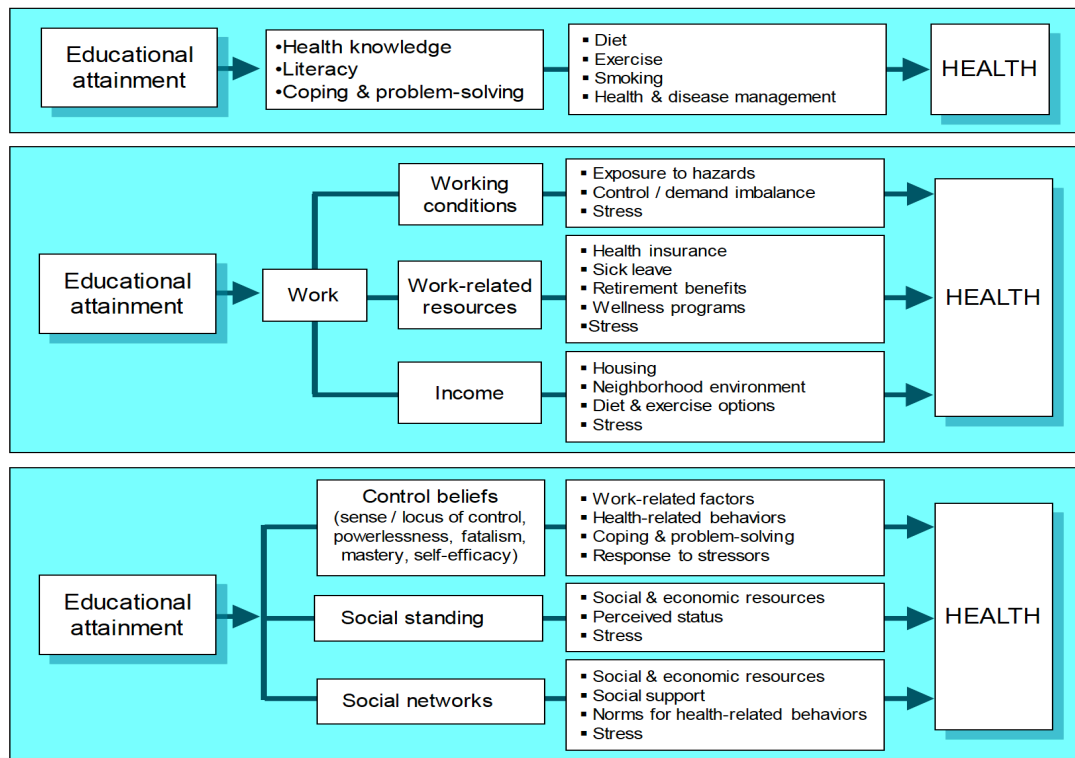 Educational
attainment
•Health knowledge
•Literacy
•Coping & problem-solving
▪ Diet
▪ Exercise
▪ Smoking
▪ Health & disease management
HEALTH
Educational
attainment
Work
Working
conditions
▪ Exposure to hazards
▪ Control / demand imbalance
▪ Stress
Work-related
resources
▪ Health insurance
▪ Sick leave
▪ Retirement benefits
▪ Wellness programs
▪Stress
Income
▪ Housing
▪ Neighborhood environment
▪ Diet & exercise options
▪ Stress
HEALTH
Educational
attainment
Control beliefs
(sense / locus of control,
powerlessness, fatalism,
mastery, self-efficacy)
▪ Work-related factors
▪ Health-related behaviors
▪ Coping & problem-solving
▪ Response to stressors
Social standing
▪ Social & economic resources
▪ Perceived status
▪ Stress
Social networks
▪ Social & economic resources
▪ Social support
▪ Norms for health-related behaviors
▪ Stress
HEALTH